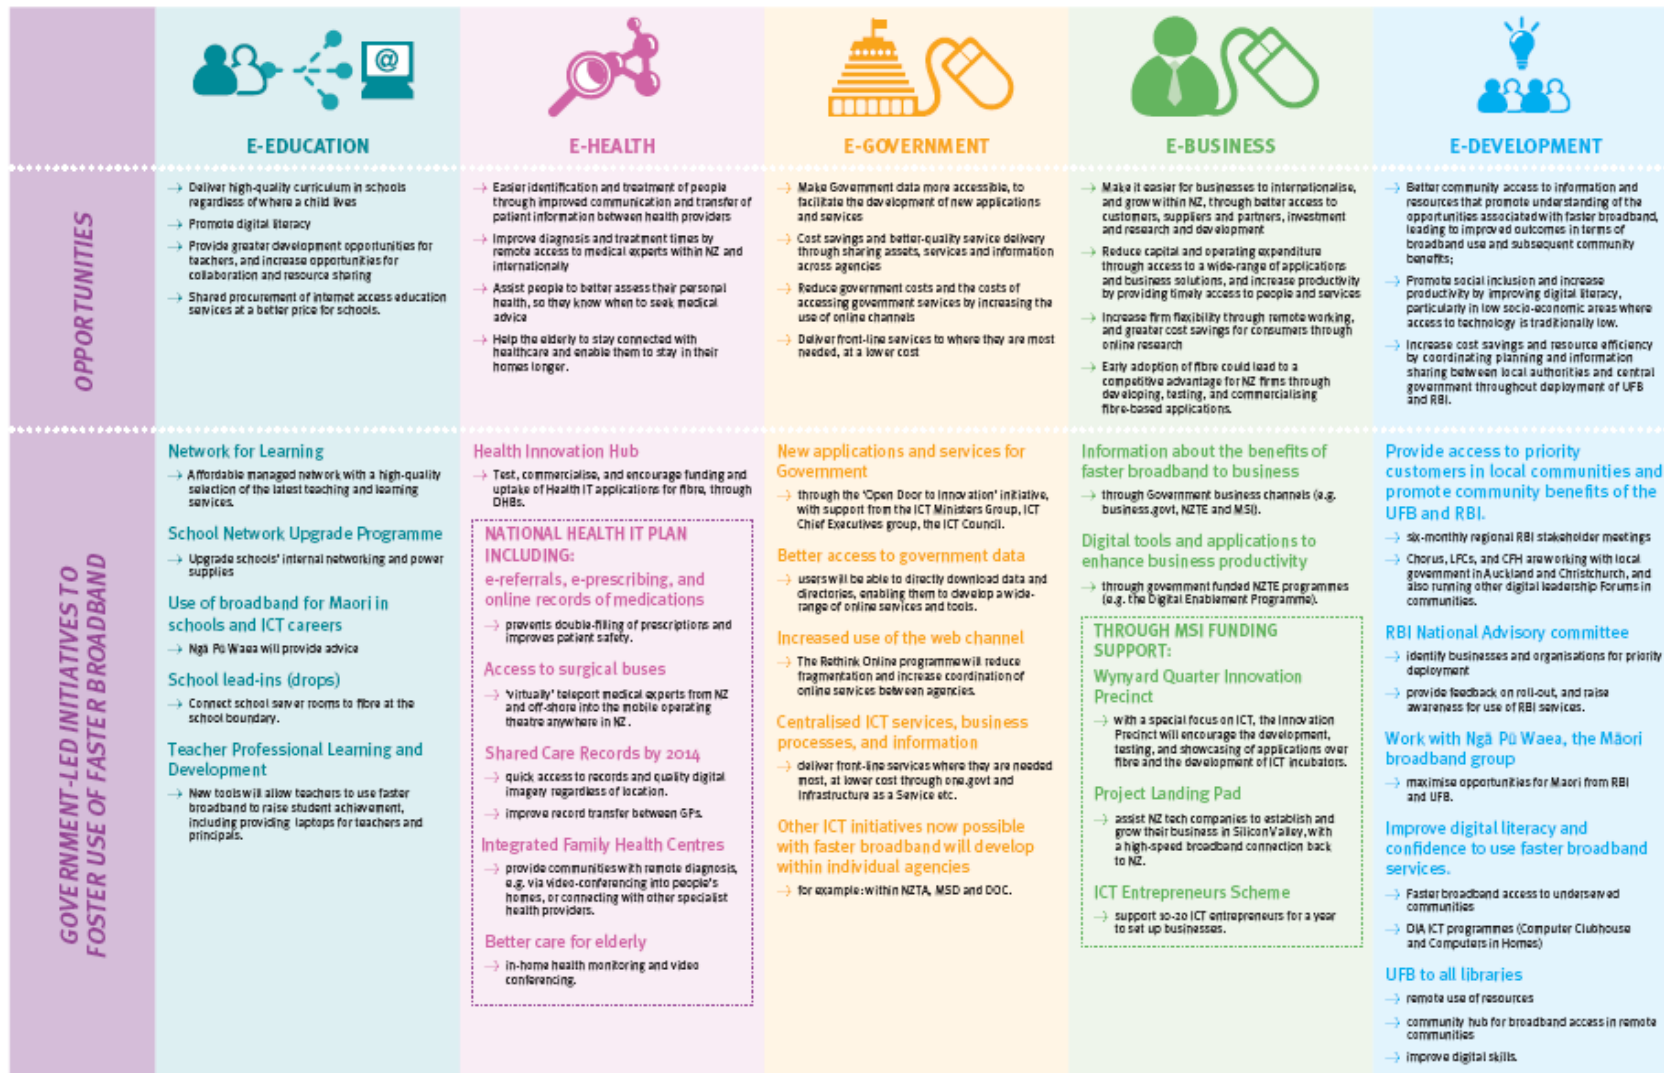 @
E-EDUCATION
E-HEALTH
E-GOVERNMENT
E-BUSINESS
E-DEVELOPMENT
OPPORTUNITIES
→ Deliver high-quality curriculum in schools
regardless of where a child lives
→ Promote digital literacy
→ Provide greater development opportunities for
teachers, and increase opportunities for
collaboration and resource sharing
→ Shared procurement of internet access education
services at a better price for schools.
→ Easier identification and treatment of people
through improved communication and transfer of
patient information between health providers
→ Improve diagnosis and treatment times by
remote access to medical experts within NZ and
internationally
→ Assist people to better assess their personal
health, so they know when to seek medical
advice
→ Help the elderly to stay connected with
healthcare and enable them to stay in their
homes longer.
→ Make Government data more accessible, to
facilitate the development of new applications
and services
→ Cost savings and better-quality service delivery
through sharing assets, services and information
across agencies
→ Reduce government costs and the costs of
accessing government services by increasing the
use of online channels
→ Deliver front-line services to where they are most
needed, at a lower cost
→ Make it easier for businesses to internationalise,
and grow within NZ, through better access to
customers, suppliers and partners, investment
and research and development
→ Reduce capital and operating expenditure
through access to a wide-range of applications
and business solutions, and increase productivity
by providing timely access to people and services
→ Increase firm flexibility through remote working,
and greater cost savings for consumers through
online research
→ Early adoption of fibre could lead to a
competitive advantage for NZ firms through
developing, testing, and commercialising
fibre-based applications.
→ Better community access to information and
resources that promote understanding of the
opportunities associated with faster broadband,
leading to improved outcomes in terms of
broadband use and subsequent community
benefits;
→ Promote social inclusion and increase
productivity by improving digital literacy,
particularly in low socio-economic areas where
access to technology is traditionally low.
→ Increase cost savings and resource efficiency
by coordinating planning and information
sharing between local authorities and central
government throughout deployment of UFB
and RBI.
GOVERNMENT-LED INITIATIVES TO
FOSTER USE OF FASTER BROADBAND
Network for Learning
→ Affordable managed network with a high-quality
selection of the latest teaching and learning
services.
School Network Upgrade Programme
→ Upgrade schools' internal networking and power
supplies
Use of broadband for Maori in
schools and ICT careers
→ Ngā Pū Waea will provide advice
School lead-ins (drops)
→ Connect school server rooms to fibre at the
school boundary.
Teacher Professional Learning and
Development
→ New tools will allow teachers to use faster
broadband to raise student achievement,
including providing laptops for teachers and
principals.
Health Innovation Hub
→ Test, commercialise, and encourage funding and
uptake of Health IT applications for fibre, through
DHBs.
NATIONAL HEALTH IT PLAN
INCLUDING:
e-referrals, e-prescribing, and
online records of medications
→ prevents double-filling of prescriptions and
improves patient safety.
Access to surgical buses
→ 'virtually' teleport medical experts from NZ
and off-shore into the mobile operating
theatre anywhere in NZ.
Shared Care Records by 2014
→ quick access to records and quality digital
imagery regardless of location.
→ improve record transfer between GPs.
Integrated Family Health Centres
→ provide communities with remote diagnosis,
e.g. via video-conferencing into people's
homes, or connecting with other specialist
health providers.
Better care for elderly
→ in-home health monitoring and video
conferencing.
New applications and services for
Government
→ through the 'Open Door to Innovation' initiative,
with support from the ICT Ministers Group, ICT
Chief Executives group, the ICT Council.
Better access to government data
→ users will be able to directly download data and
directories, enabling them to develop a wide-
range of online services and tools.
Increased use of the web channel
→ The Rethink Online programme will reduce
fragmentation and increase coordination of
online services between agencies.
Centralised ICT services, business
processes, and information
→ deliver front-line services where they are needed
most, at lower cost through one.govt and
Infrastructure as a Service etc.
Other ICT initiatives now possible
with faster broadband will develop
within individual agencies
→ for example: within NZTA, MSD and DOC.
Information about the benefits of
faster broadband to business
→ through Government business channels (e.g.
business.govt, NZTE and MSI).
Digital tools and applications to
enhance business productivity
→ through government funded NZTE programmes
(e.g. the Digital Enablement Programme).
THROUGH MSI FUNDING
SUPPORT:
Wynyard Quarter Innovation
Precinct
→ with a special focus on ICT, the Innovation
Precinct will encourage the development,
testing, and showcasing of applications over
fibre and the development of ICT incubators.
Project Landing Pad
→ assist NZ tech companies to establish and
grow their business in Silicon Valley, with
a high-speed broadband connection back
to NZ.
ICT Entrepreneurs Scheme
→ support 10-20 ICT entrepreneurs for a year
to set up businesses.
Provide access to priority
customers in local communities and
promote community benefits of the
UFB and RBI.
→ six-monthly regional RBI stakeholder meetings
→ Chorus, LFCs, and CFH are working with local
government in Auckland and Christchurch, and
also running other digital leadership Forums in
communities.
RBI National Advisory committee
→ identify businesses and organisations for priority
deployment
→ provide feedback on roll-out, and raise
awareness for use of RBI services.
Work with Ngā Pū Waea, the Māori
broadband group
→ maximise opportunities for Maori from RBI
and UFB.
Improve digital literacy and
confidence to use faster broadband
services.
→ Faster broadband access to underserved
communities
→ DIA ICT programmes (Computer Clubhouse
and Computers in Homes)
UFB to all libraries
→ remote use of resources
→ community hub for broadband access in remote
communities
→ improve digital skills.